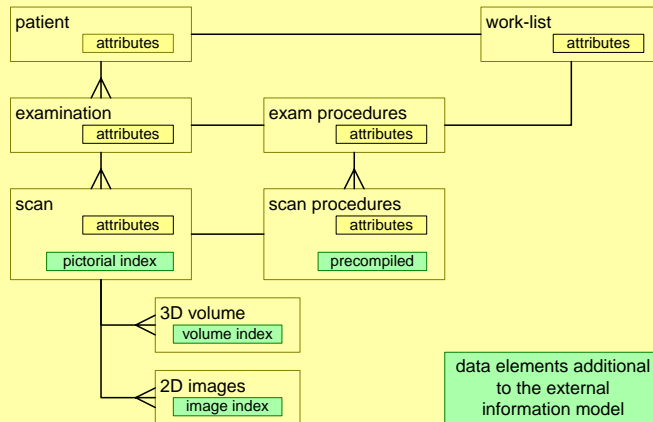 patient
attributes
work-list
attributes
examination
attributes
exam procedures
attributes
scan
attributes
pictorial index
scan procedures
attributes
precompiled
3D volume
volume index
2D images
image index
data elements additional
to the external
information model